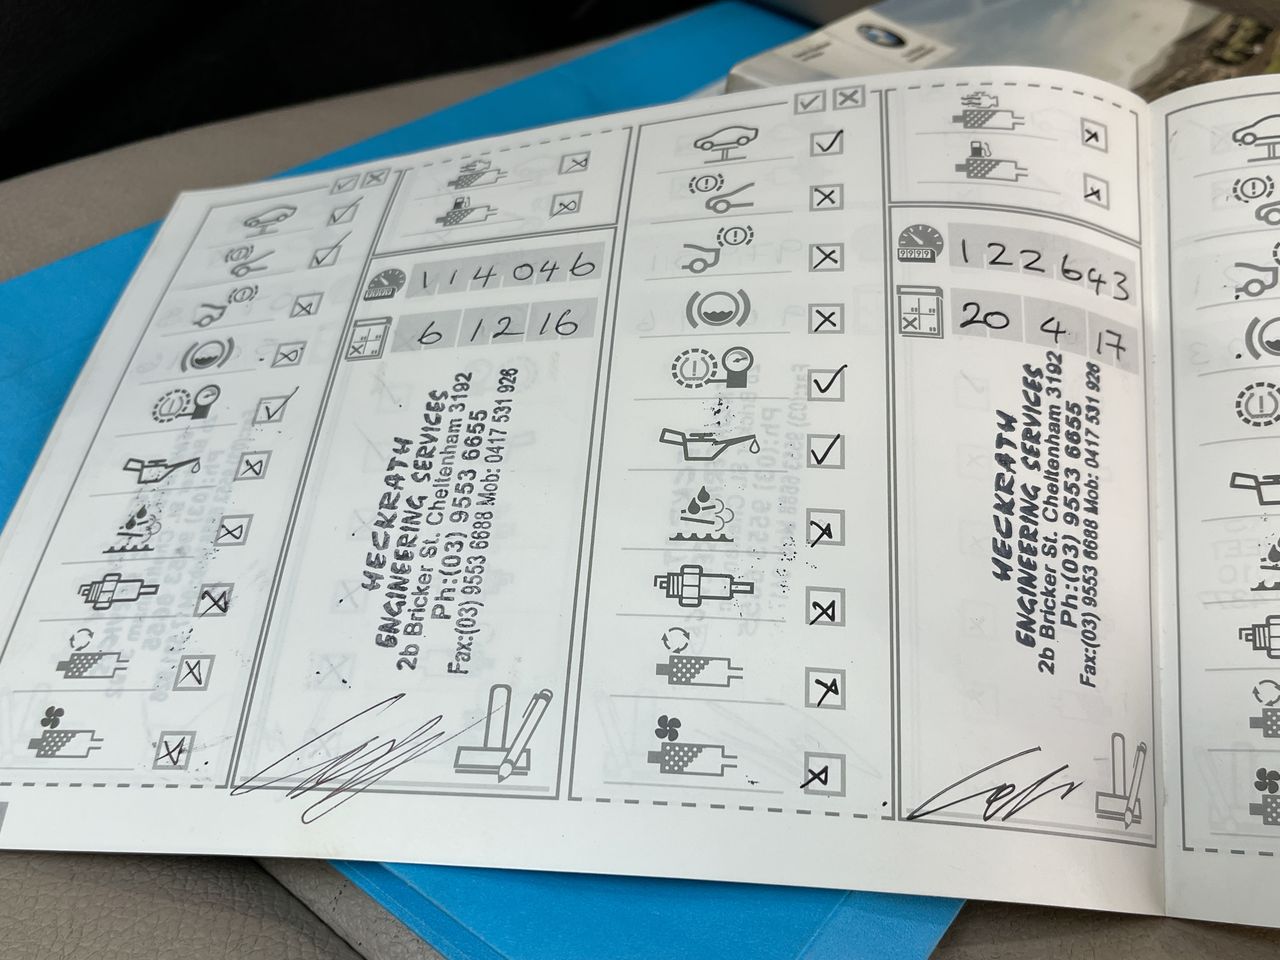 114046
6 12 16
HECKRATH
ENGINEERING SERVICES
2b Bricker St. Cheltenham 3192
Ph:(03) 9553 6655
Fax:(03) 9553 6688 Mob: 0417 531 926
122643
20 4 17
HECKRATH
ENGINEERING SERVICES
2b Bricker St. Cheltenham 3192
Ph:(03) 9553 6655
Fax:(03) 9553 6688 Mob: 0417 531 926